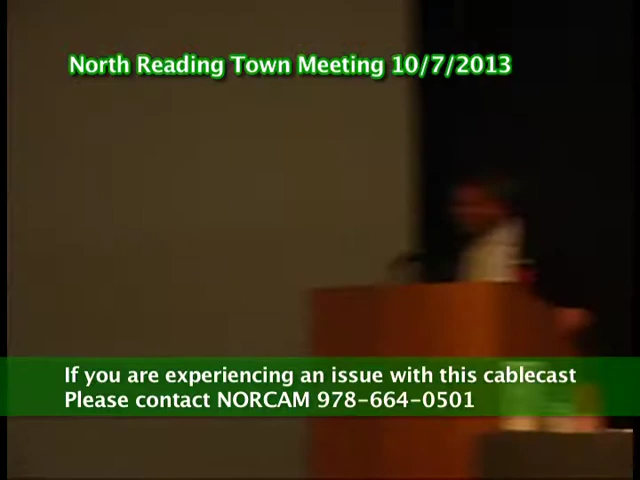 North Reading Town Meeting 10/7/2013
If you are experiencing an issue with this cablecast
Please contact NORCAM 978-664-0501